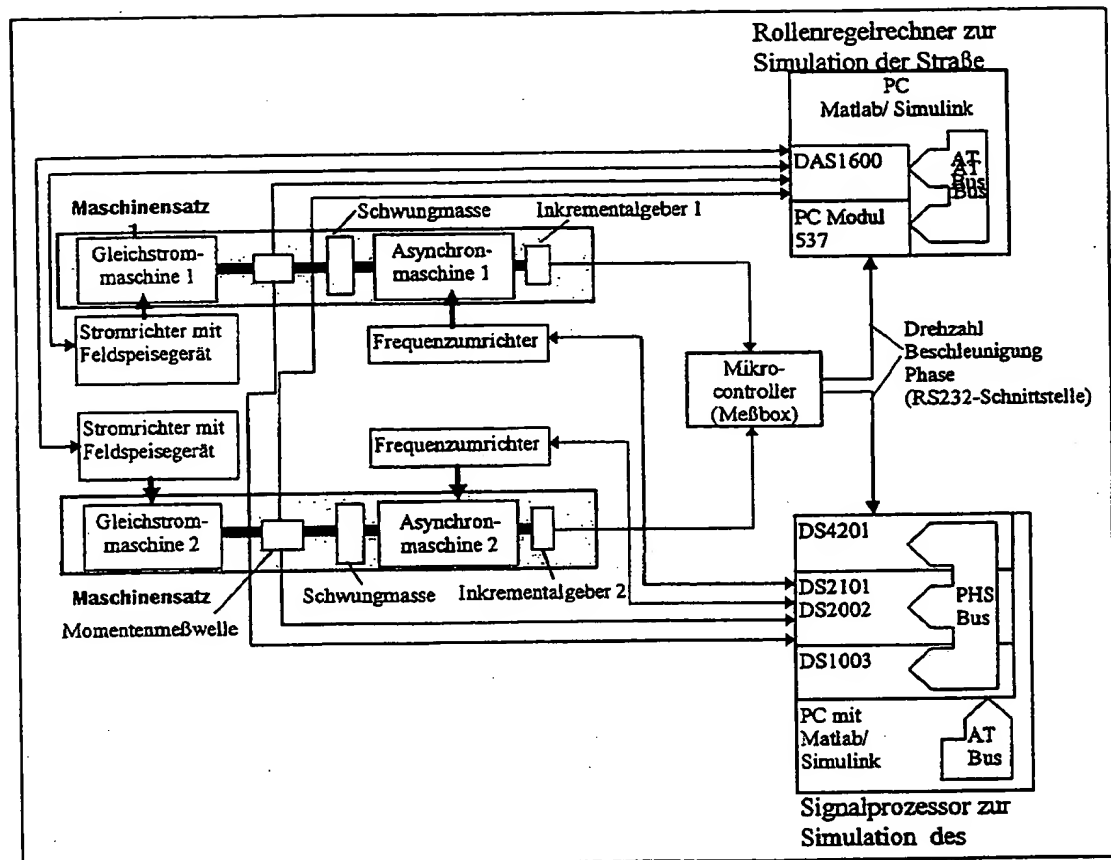 Rollenregelrechner zur
Simulation der Straße
PC
Matlab/ Simulink
DAS1600
AT
Bus
AT
Bus
PC Modul
537
Maschinensatz
1
Schwungmasse
Inkrementalgeber 1
Gleichstrom-
maschine 1
Asynchron-
maschine 1
Stromrichter mit
Feldspeisegerät
Frequenzumrichter
Mikro-
controller
(Meßbox)
Drehzahl
Beschleunigung
Phase
(RS232-Schnittstelle)
Stromrichter mit
Feldspeisegerät
Frequenzumrichter
Gleichstrom-
maschine 2
Asynchron-
maschine 2
Maschinensatz
Schwungmasse
Inkrementalgeber 2
Momentenmeßwelle
DS4201
DS2101
DS2002
PHS
Bus
DS1003
PC mit
Matlab/
Simulink
AT
Bus
Signalprozessor zur
Simulation des